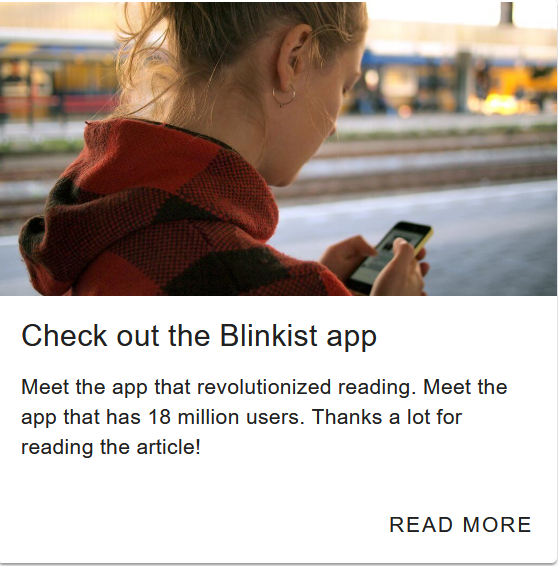 Check out the Blinkist app
Meet the app that revolutionized reading. Meet the
app that has 18 million users. Thanks a lot for
reading the article!
READ MORE